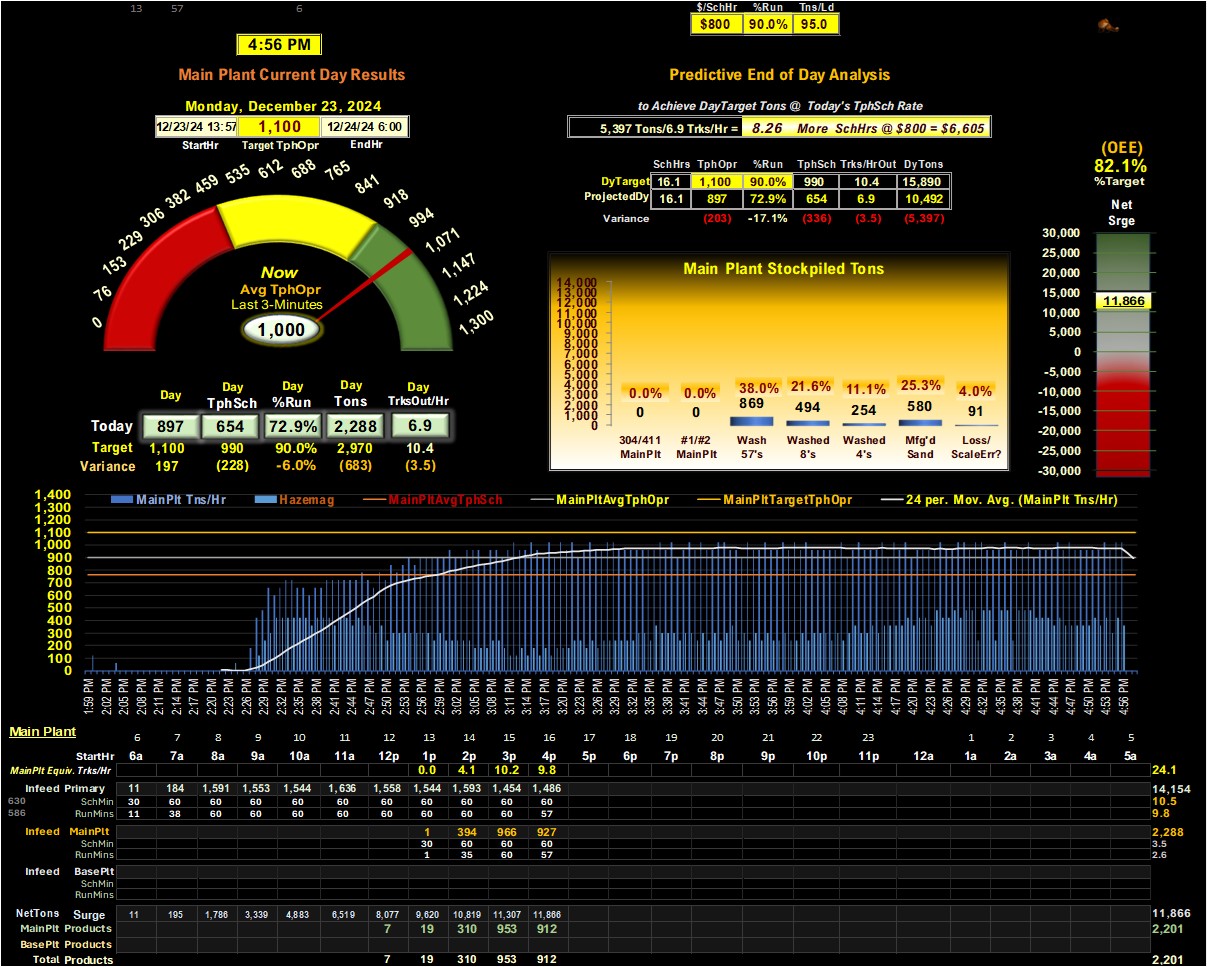 13 57 6
$/SchHr %Run Tns/Ld
$800 90.0% 95.0
4:56 PM
Main Plant Current Day Results
Predictive End of Day Analysis
Monday, December 23, 2024
to Achieve DayTarget Tons @ Today's TphSch Rate
12/23/24 13:57 1,100 12/24/24 6:00
StartHr Target TphOpr EndHr
5,397 Tons/6.9 Trks/Hr = 8.26 More SchHrs @ $800 = $6,605
(OEE)
82.1%
%Target
SchHrs TphOpr %Run TphSch Trks/HrOut DyTons
DyTarget 16.1 1,100 90.0% 990 10.4 15,890
ProjectedDy 16.1 897 72.9% 654 6.9 10,492
Variance (203) -17.1% (336) (3.5) (5,397)
0 76 153 229 306 382 459 535 612 688 765 841 918 994 1,071 1,147 1,224 1,300
Now
Avg TphOpr
Last 3-Minutes
1,000
Net
Srge
30,000
25,000
20,000
15,000
11,866
10,000
5,000
0
-5,000
-10,000
-15,000
-20,000
-25,000
-30,000
Main Plant Stockpiled Tons
14,000
13,000
12,000
11,000
10,000
9,000
8,000
7,000
6,000
5,000
4,000
3,000
2,000
1,000
0
0.0% 0.0% 38.0% 21.6% 11.1% 25.3% 4.0%
0 0 869 494 254 580 91
304/411 #1/#2 Wash Washed Washed Mfg'd Loss/
MainPlt MainPlt 57's 8's 4's Sand ScaleErr?
Day Day Day Day Day
TphSch %Run Tons TrksOut/Hr
Today 897 654 72.9% 2,288 6.9
Target 1,100 990 90.0% 2,970 10.4
Variance 197 (228) -6.0% (683) (3.5)
MainPlt Tns/Hr Hazemag MainPltAvgTphSch MainPltAvgTphOpr MainPltTargetTphOpr 24 per. Mov. Avg. (MainPlt Tns/Hr)
1,400
1,300
1,200
1,100
1,000
900
800
700
600
500
400
300
200
100
0
1:59 PM 2:02 PM 2:05 PM 2:08 PM 2:11 PM 2:14 PM 2:17 PM 2:20 PM 2:23 PM 2:26 PM 2:29 PM 2:32 PM 2:35 PM 2:38 PM 2:41 PM 2:44 PM 2:47 PM 2:50 PM 2:53 PM 2:56 PM 2:59 PM 3:02 PM 3:05 PM 3:08 PM 3:11 PM 3:14 PM 3:17 PM 3:20 PM 3:23 PM 3:26 PM 3:29 PM 3:32 PM 3:35 PM 3:38 PM 3:41 PM 3:44 PM 3:47 PM 3:50 PM 3:53 PM 3:56 PM 3:59 PM 4:02 PM 4:05 PM 4:08 PM 4:11 PM 4:14 PM 4:17 PM 4:20 PM 4:23 PM 4:26 PM 4:29 PM 4:32 PM 4:35 PM 4:38 PM 4:41 PM 4:44 PM 4:47 PM 4:50 PM 4:53 PM 4:56 PM
Main Plant
6 7 8 9 10 11 12 13 14 15 16 17 18 19 20 21 22 23 1 2 3 4 5
StartHr 6a 7a 8a 9a 10a 11a 12p 1p 2p 3p 4p 5p 6p 7p 8p 9p 10p 11p 12a 1a 2a 3a 4a 5a
MainPlt Equiv. Trks/Hr 0.0 4.1 10.2 9.8 24.1
Infeed Primary 11 184 1,591 1,553 1,544 1,636 1,558 1,544 1,593 1,454 1,486 14,154
630 SchMin 30 60 60 60 60 60 60 60 60 60 60 10.5
586 RunMins 11 38 60 60 60 60 60 60 60 60 57 9.8
Infeed MainPlt 1 394 966 927 2,288
SchMin 30 60 60 60 3.5
RunMins 1 35 60 57 2.6
Infeed BasePlt
SchMin
RunMins
NetTons Surge 11 195 1,786 3,339 4,883 6,519 8,077 9,620 10,819 11,307 11,866 11,866
MainPlt Products 7 19 310 953 912 2,201
BasePlt Products
Total Products 7 19 310 953 912 2,201